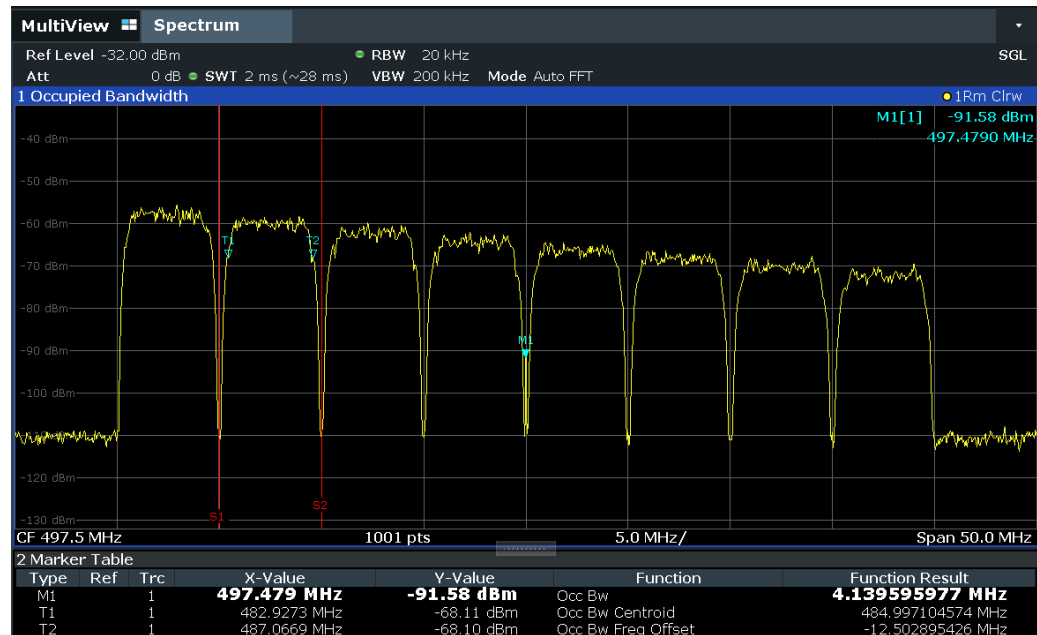 MultiView Spectrum
Ref Level -32.00 dBm RBW 20 kHz SGL
Att 0 dB SWT 2 ms (~28 ms) VBW 200 kHz Mode Auto FFT
1 Occupied Bandwidth 1Rm Clrw
M1[1] -91.58 dBm
497.4790 MHz
-40 dBm
-50 dBm
-60 dBm
T1 T2
-70 dBm
-80 dBm
-90 dBm
M1
-100 dBm
-110 dBm
-120 dBm
S1 S2
-130 dBm
CF 497.5 MHz 1001 pts 5.0 MHz/ Span 50.0 MHz
2 Marker Table
Type Ref Trc X-Value Y-Value Function Function Result
M1 1 497.479 MHz -91.58 dBm Occ Bw 4.139595977 MHz
T1 1 482.9273 MHz -68.11 dBm Occ Bw Centroid 484.997104574 MHz
T2 1 487.0669 MHz -68.10 dBm Occ Bw Freq Offset -12.502895426 MHz